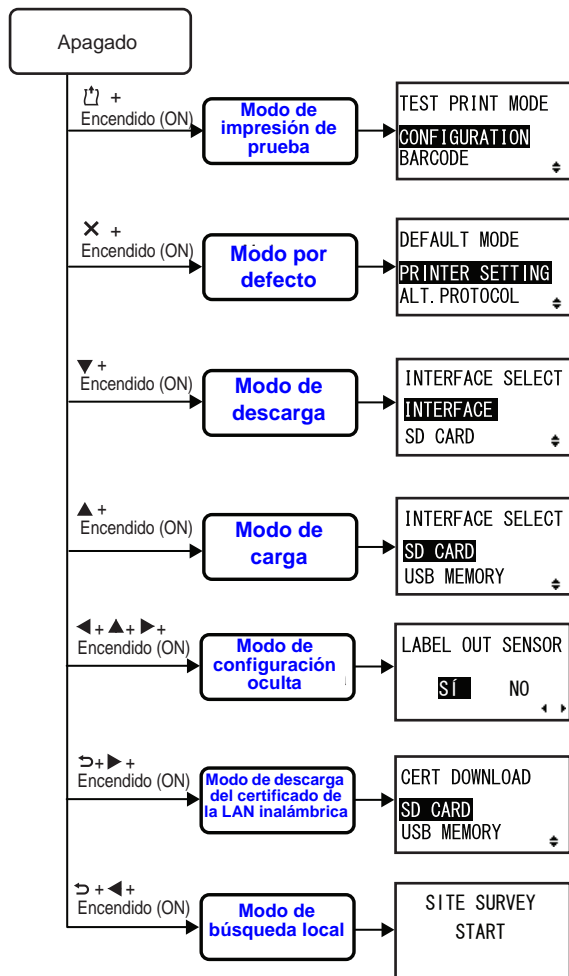 Apagado
+
Encendido (ON)
Modo de
impresión de
prueba
TEST PRINT MODE
CONFIGURATION
BARCODE
+
Encendido (ON)
Modo por
defecto
DEFAULT MODE
PRINTER SETTING
ALT. PROTOCOL
+
Encendido (ON)
Modo de
descarga
INTERFACE SELECT
INTERFACE
SD CARD
+
Encendido (ON)
Modo de
carga
INTERFACE SELECT
SD CARD
USB MEMORY
+ + +
Encendido (ON)
Modo de
configuración
oculta
LABEL OUT SENSOR
SÍ NO
+ +
Encendido (ON)
Modo de descarga
del certificado de
la LAN inalámbrica
CERT DOWNLOAD
SD CARD
USB MEMORY
+ +
Encendido (ON)
Modo de
búsqueda local
SITE SURVEY
START